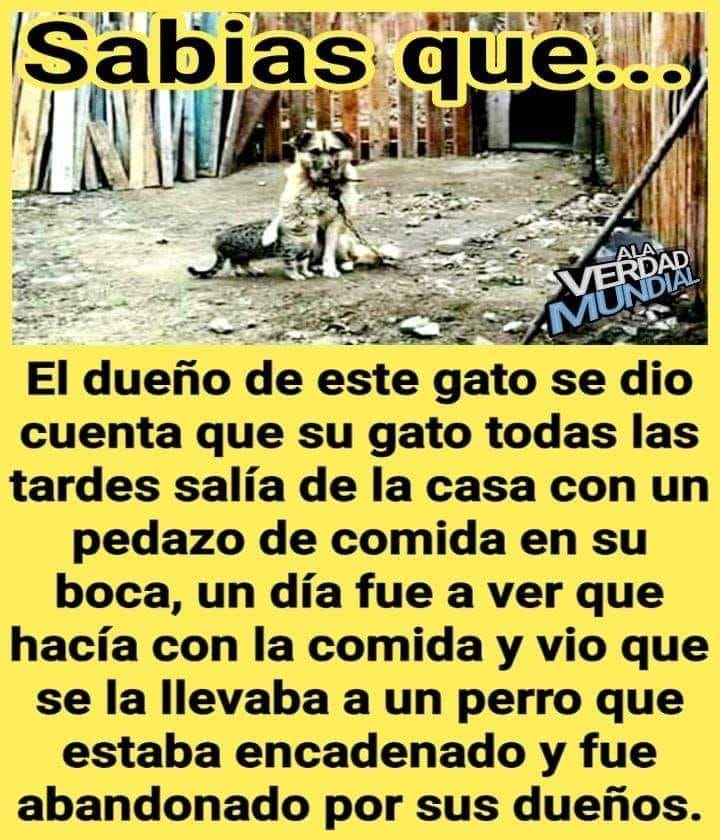 Sabias que...
A LA
VERDAD
MUNDIAL
El dueño de este gato se dio
cuenta que su gato todas las
tardes salía de la casa con un
pedazo de comida en su
boca, un día fue a ver que
hacía con la comida y vio que
se la llevaba a un perro que
estaba encadenado y fue
abandonado por sus dueños.